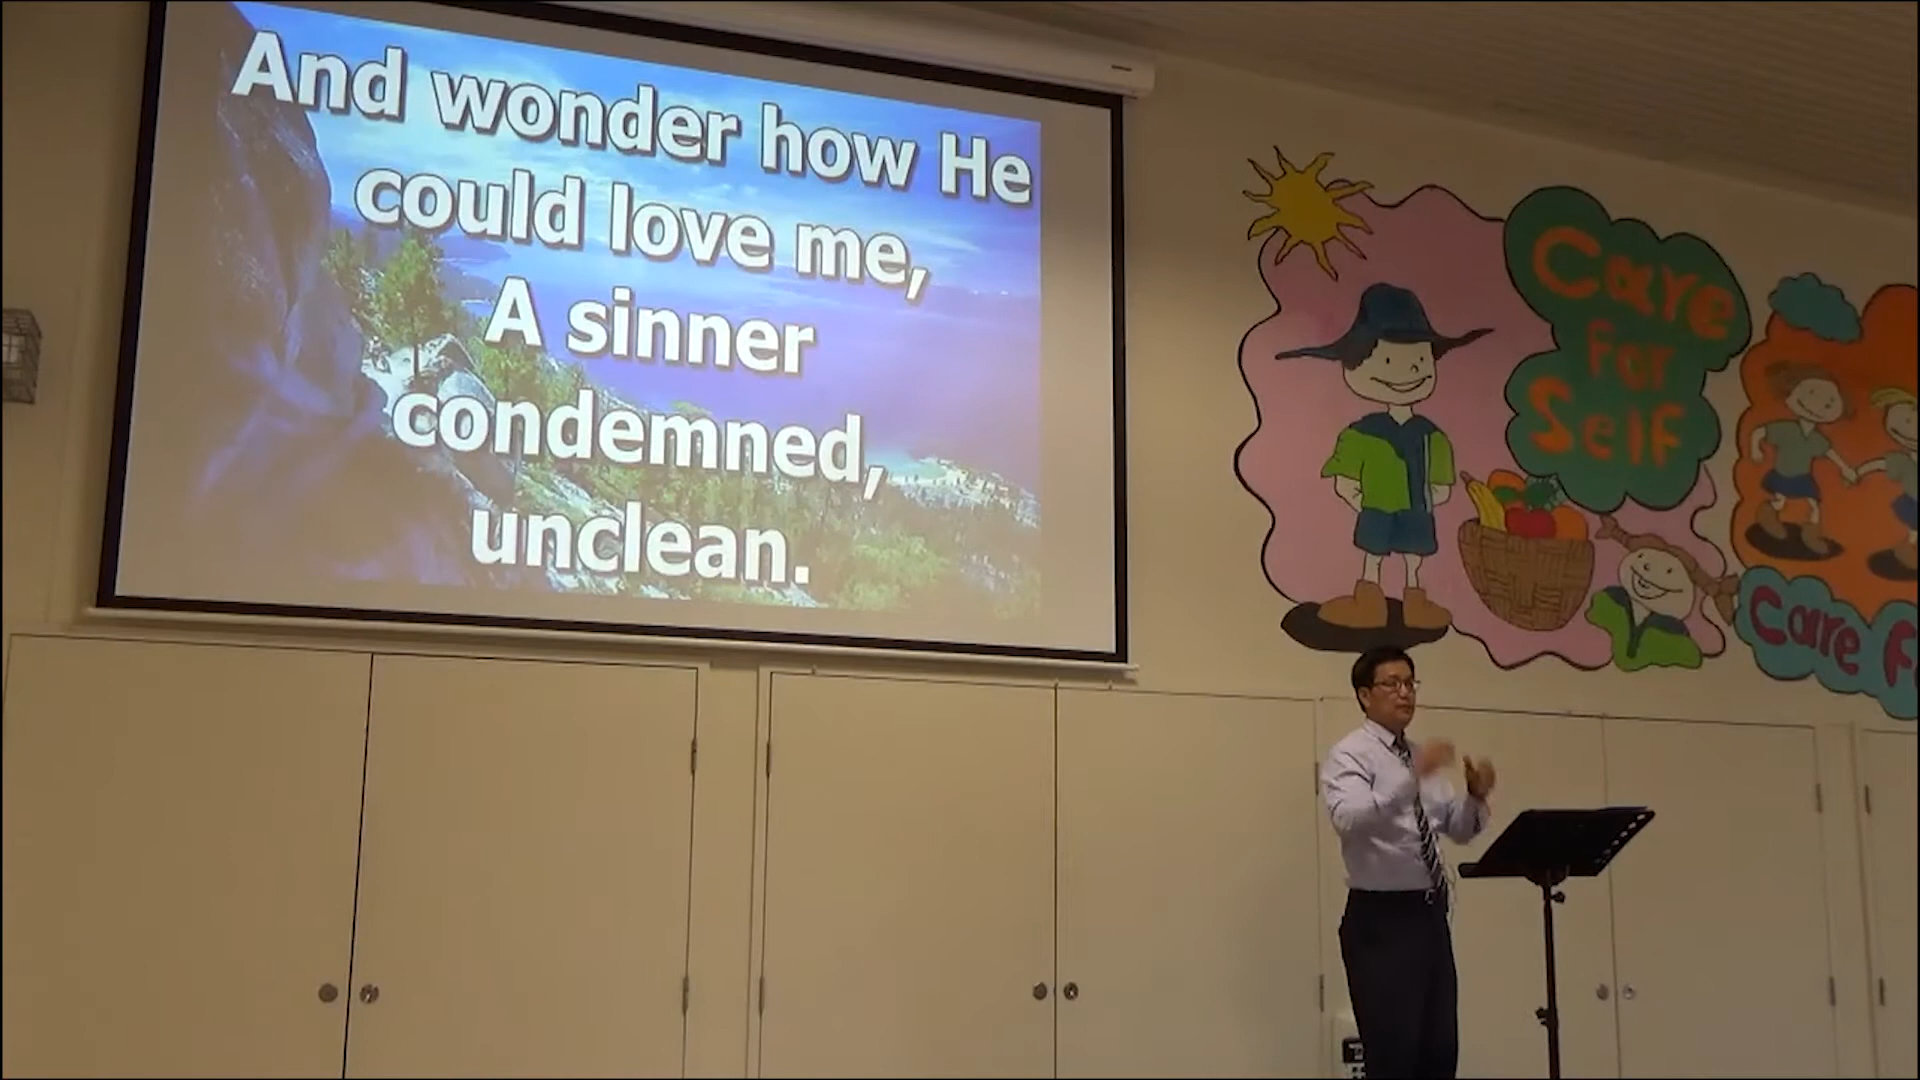 And wonder how He
could love me,
A sinner
condemned,
unclean.
Care
For
Self
Care F